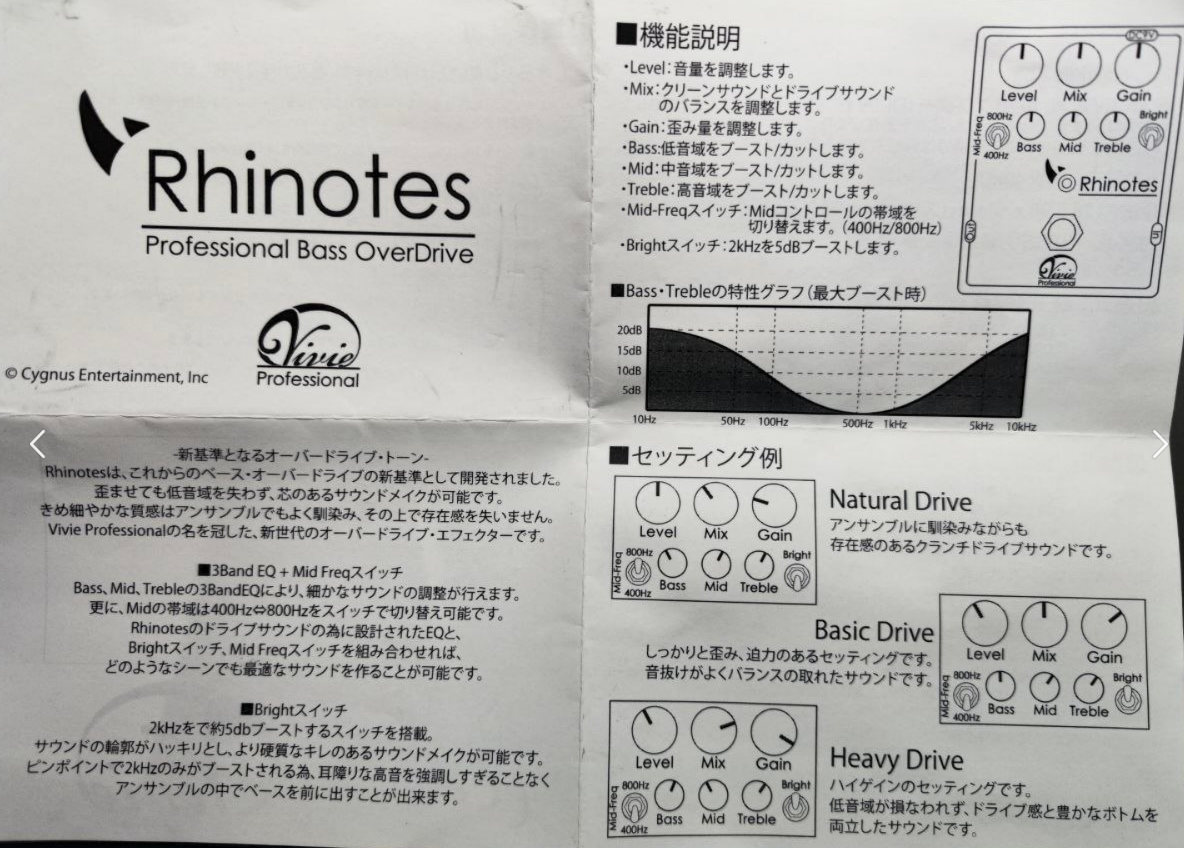 Rhinotes
Professional Bass OverDrive
Vivie
Professional
© Cygnus Entertainment, Inc
-新基準となるオーバードライブ・トーン-
Rhinotesは、これからのベース・オーバードライブの新基準として開発されました。
歪ませても低音域を失わず、芯のあるサウンドメイクが可能です。
きめ細やかな質感はアンサンブルでもよく馴染み、その上で存在感を失いません。
Vivie Professionalの名を冠した、新世代のオーバードライブ・エフェクターです。
■3Band EQ + Mid Freqスイッチ
Bass、Mid、Trebleの3BandEQにより、細かなサウンドの調整が行えます。
更に、Midの帯域は400Hz⇔800Hzをスイッチで切り替え可能です。
Rhinotesのドライブサウンドの為に設計されたEQと、
Brightスイッチ、Mid Freqスイッチを組み合わせれば、
どのようなシーンでも最適なサウンドを作ることが可能です。
■Brightスイッチ
2kHzをで約5dbブーストするスイッチを搭載。
サウンドの輪郭がハッキリとし、より硬質なキレのあるサウンドメイクが可能です。
ピンポイントで2kHzのみがブーストされる為、耳障りな高音を強調しすぎることなく
アンサンブルの中でベースを前に出すことが出来ます。
■機能説明
・Level：音量を調整します。
・Mix：クリーンサウンドとドライブサウンド
のバランスを調整します。
・Gain：歪み量を調整します。
・Bass:低音域をブースト/カットします。
・Mid：中音域をブースト/カットします。
・Treble：高音域をブースト/カットします。
・Mid-Freqスイッチ：Midコントロールの帯域を
切り替えます。（400Hz/800Hz）
・Brightスイッチ：2kHzを5dBブーストします。
DC9V
Level Mix Gain
Mid-Freq 800Hz 400Hz Bass Mid Treble Bright
Rhinotes
Out In
Vivie
Professional
■Bass・Trebleの特性グラフ（最大ブースト時）
20dB
15dB
10dB
5dB
10Hz 50Hz 100Hz 500Hz 1kHz 5kHz 10kHz
■セッティング例
Level Mix Gain
Mid-Freq 800Hz 400Hz Bass Mid Treble Bright
Natural Drive
アンサンブルに馴染みながらも
存在感のあるクランチドライブサウンドです。
Basic Drive
しっかりと歪み、迫力のあるセッティングです。
音抜けがよくバランスの取れたサウンドです。
Level Mix Gain
Mid-Freq 800Hz 400Hz Bass Mid Treble Bright
Level Mix Gain
Mid-Freq 800Hz 400Hz Bass Mid Treble Bright
Heavy Drive
ハイゲインのセッティングです。
低音域が損なわれず、ドライブ感と豊かなボトムを
両立したサウンドです。